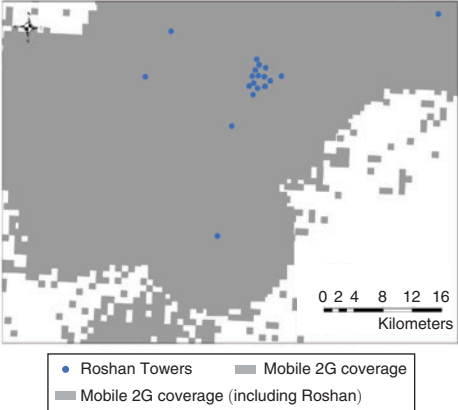 0 2 4 8 12 16
Kilometers
Roshan Towers Mobile 2G coverage
Mobile 2G coverage (including Roshan)